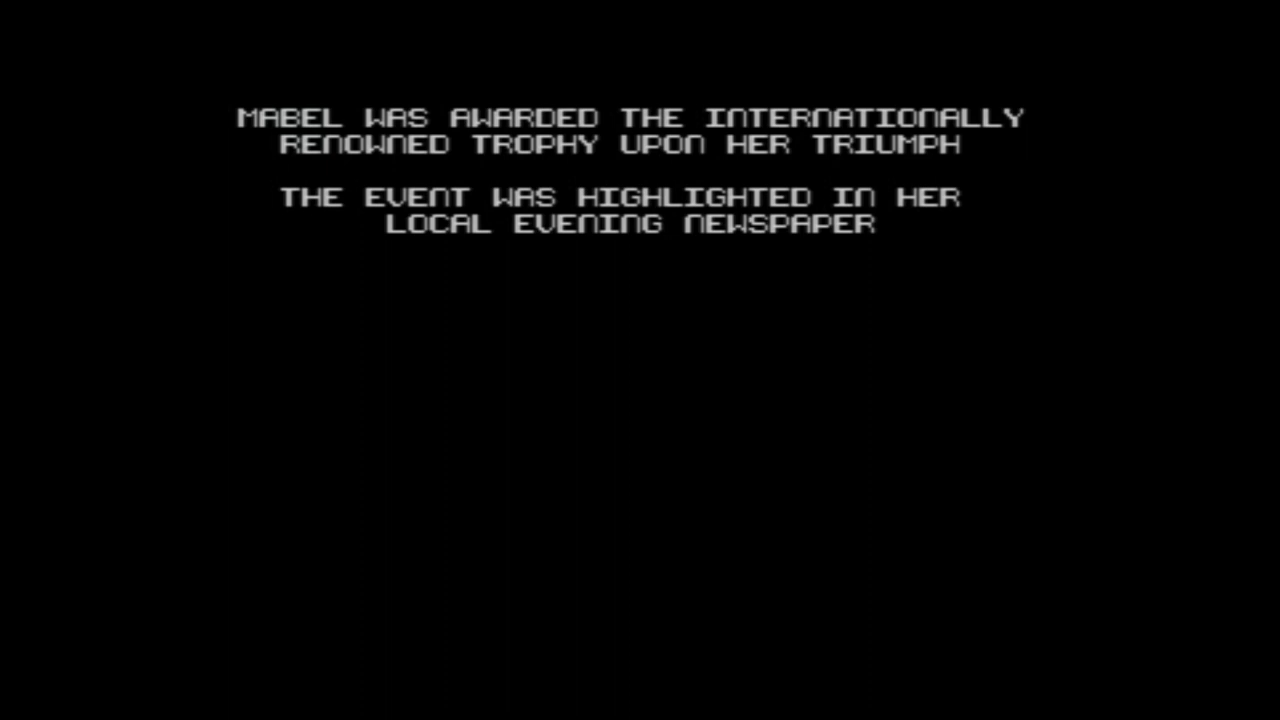 MABEL WAS AWARDED THE INTERNATIONALLY
RENOWNED TROPHY UPON HER TRIUMPH
THE EVENT WAS HIGHLIGHTED IN HER
LOCAL EVENING NEWSPAPER